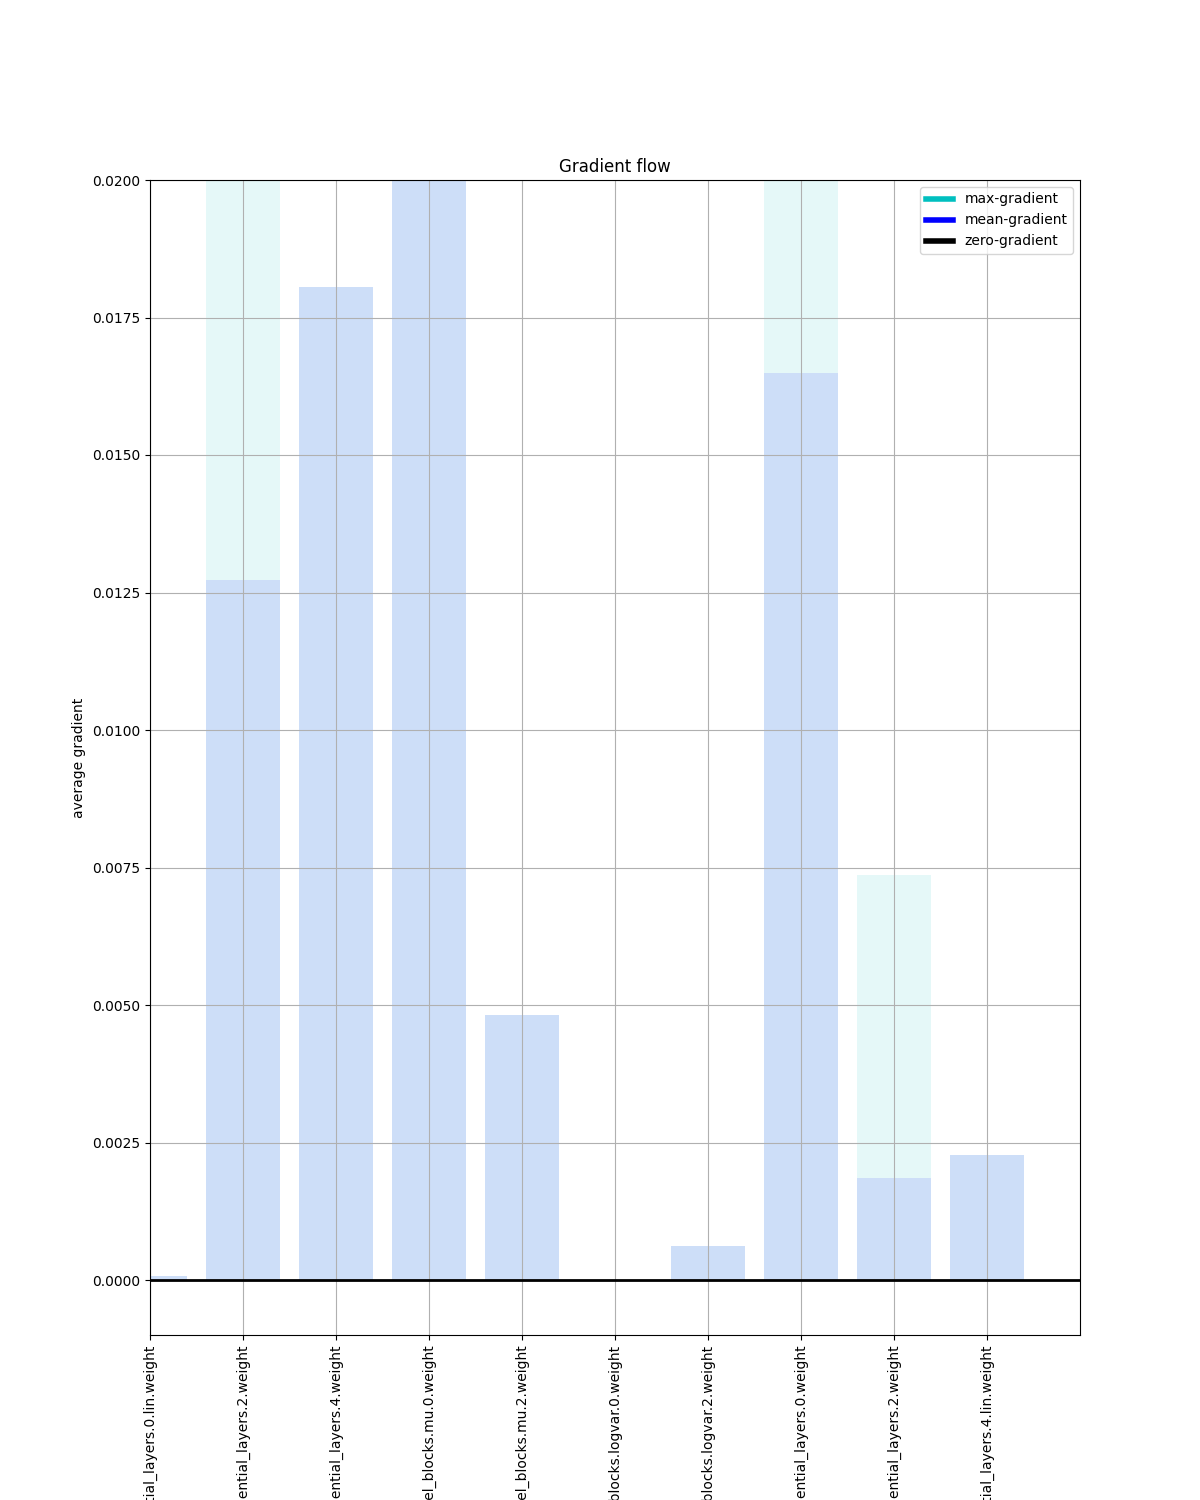 Gradient flow
max-gradient
mean-gradient
zero-gradient
0.0200
0.0175
0.0150
0.0125
0.0100
0.0075
0.0050
0.0025
0.0000
average gradient
tial_layers.0.lin.weight
ential_layers.2.weight
ential_layers.4.weight
el_blocks.mu.0.weight
el_blocks.mu.2.weight
blocks.logvar.0.weight
blocks.logvar.2.weight
ential_layers.0.weight
ential_layers.2.weight
tial_layers.4.lin.weight